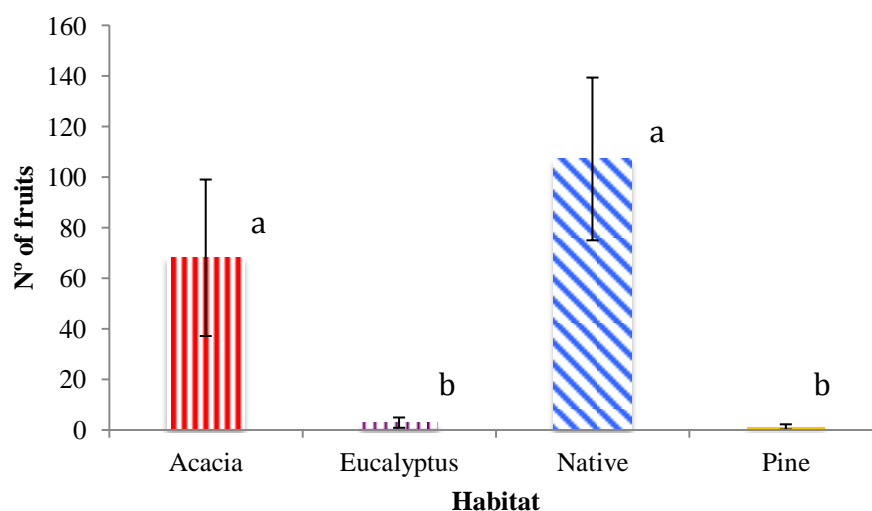 160
140
120
100
80
60
40
20
0
Nº of fruits
a
b
a
b
Acacia Eucalyptus Native Pine
Habitat